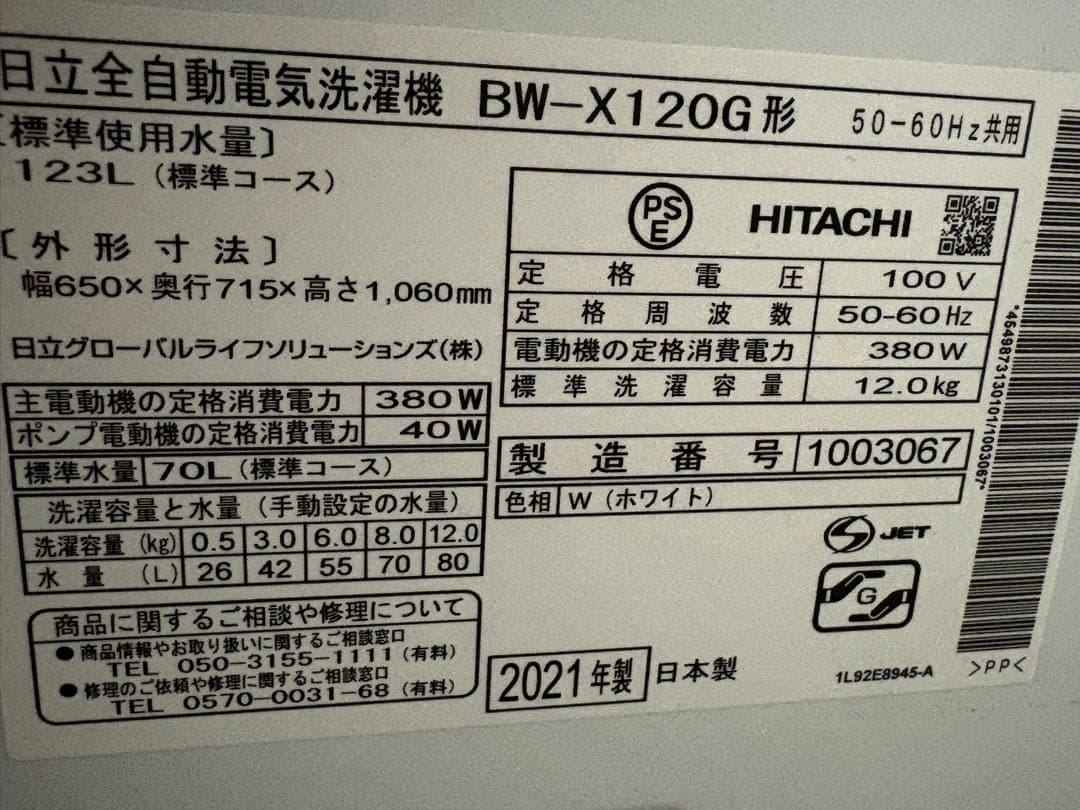 日立全自動電気洗濯機 BW-X120G形 50-60Hz共用
〔標準使用水量〕
123L（標準コース）
〔外形寸法〕
幅650×奥行715×高さ1,060mm
日立グローバルライフソリューションズ(株)
主電動機の定格消費電力 380W
ポンプ電動機の定格消費電力 40W
標準水量 70L（標準コース）
洗濯容量と水量（手動設定の水量）
洗濯容量（kg） 0.5 3.0 6.0 8.0 12.0
水量（L） 26 42 55 70 80
商品に関するご相談や修理について
●商品情報やお取り扱いに関するご相談窓口
TEL 050-3155-1111（有料）
●修理のご依頼や修理に関するご相談窓口
TEL 0570-0031-68（有料）
PSE HITACHI
定格電圧 100V
定格周波数 50-60Hz
電動機の定格消費電力 380W
標準洗濯容量 12.0kg
製造番号 1003067
色相 W（ホワイト）
S JET
G
2021年製 日本製
1L92E8945-A
>PP<
*4549873130101/1003067*